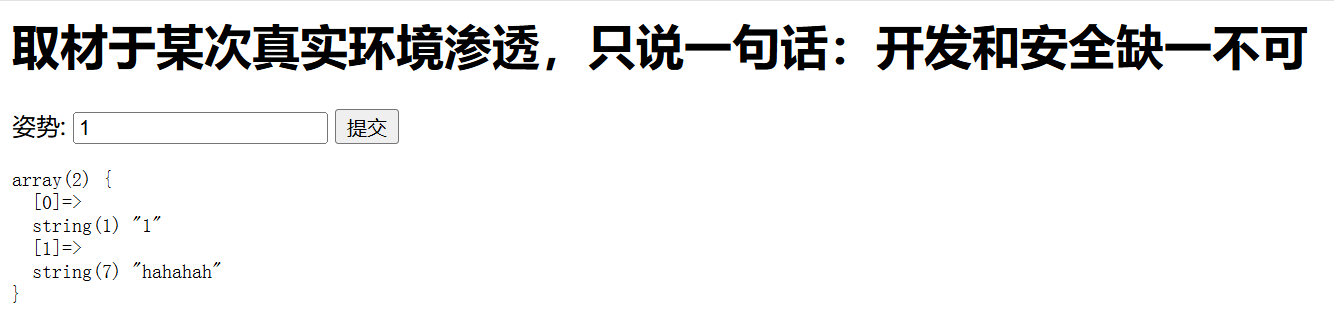 取材于某次真实环境渗透，只说一句话：开发和安全缺一不可
姿势: 1 提交
array(2) {
  [0]=>
  string(1) "1"
  [1]=>
  string(7) "hahahah"
}